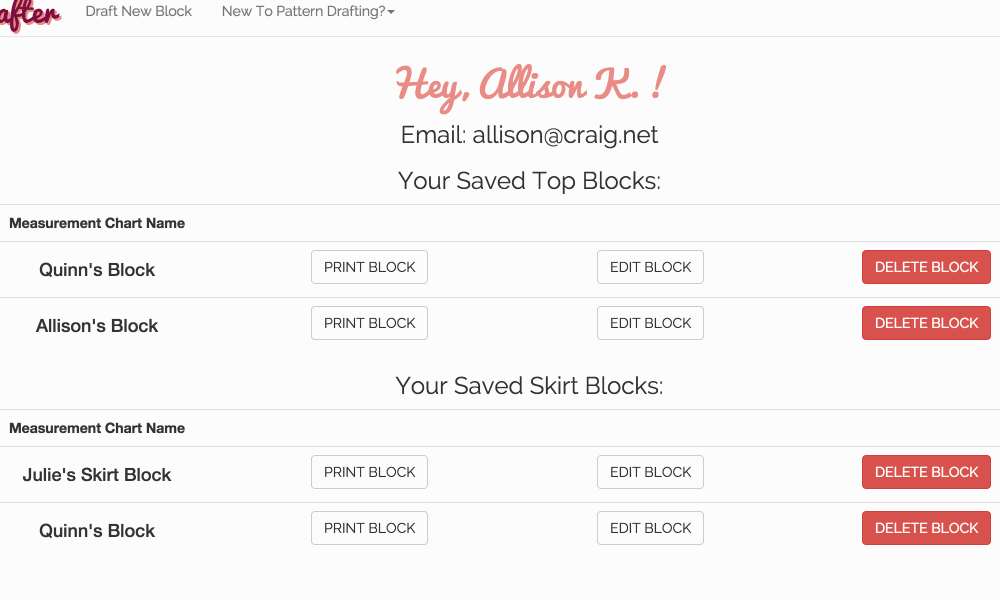 after Draft New Block New To Pattern Drafting?
Hey, Allison K. !
Email: allison@craig.net
Your Saved Top Blocks:
Measurement Chart Name
Quinn's Block PRINT BLOCK EDIT BLOCK DELETE BLOCK
Allison's Block PRINT BLOCK EDIT BLOCK DELETE BLOCK
Your Saved Skirt Blocks:
Measurement Chart Name
Julie's Skirt Block PRINT BLOCK EDIT BLOCK DELETE BLOCK
Quinn's Block PRINT BLOCK EDIT BLOCK DELETE BLOCK